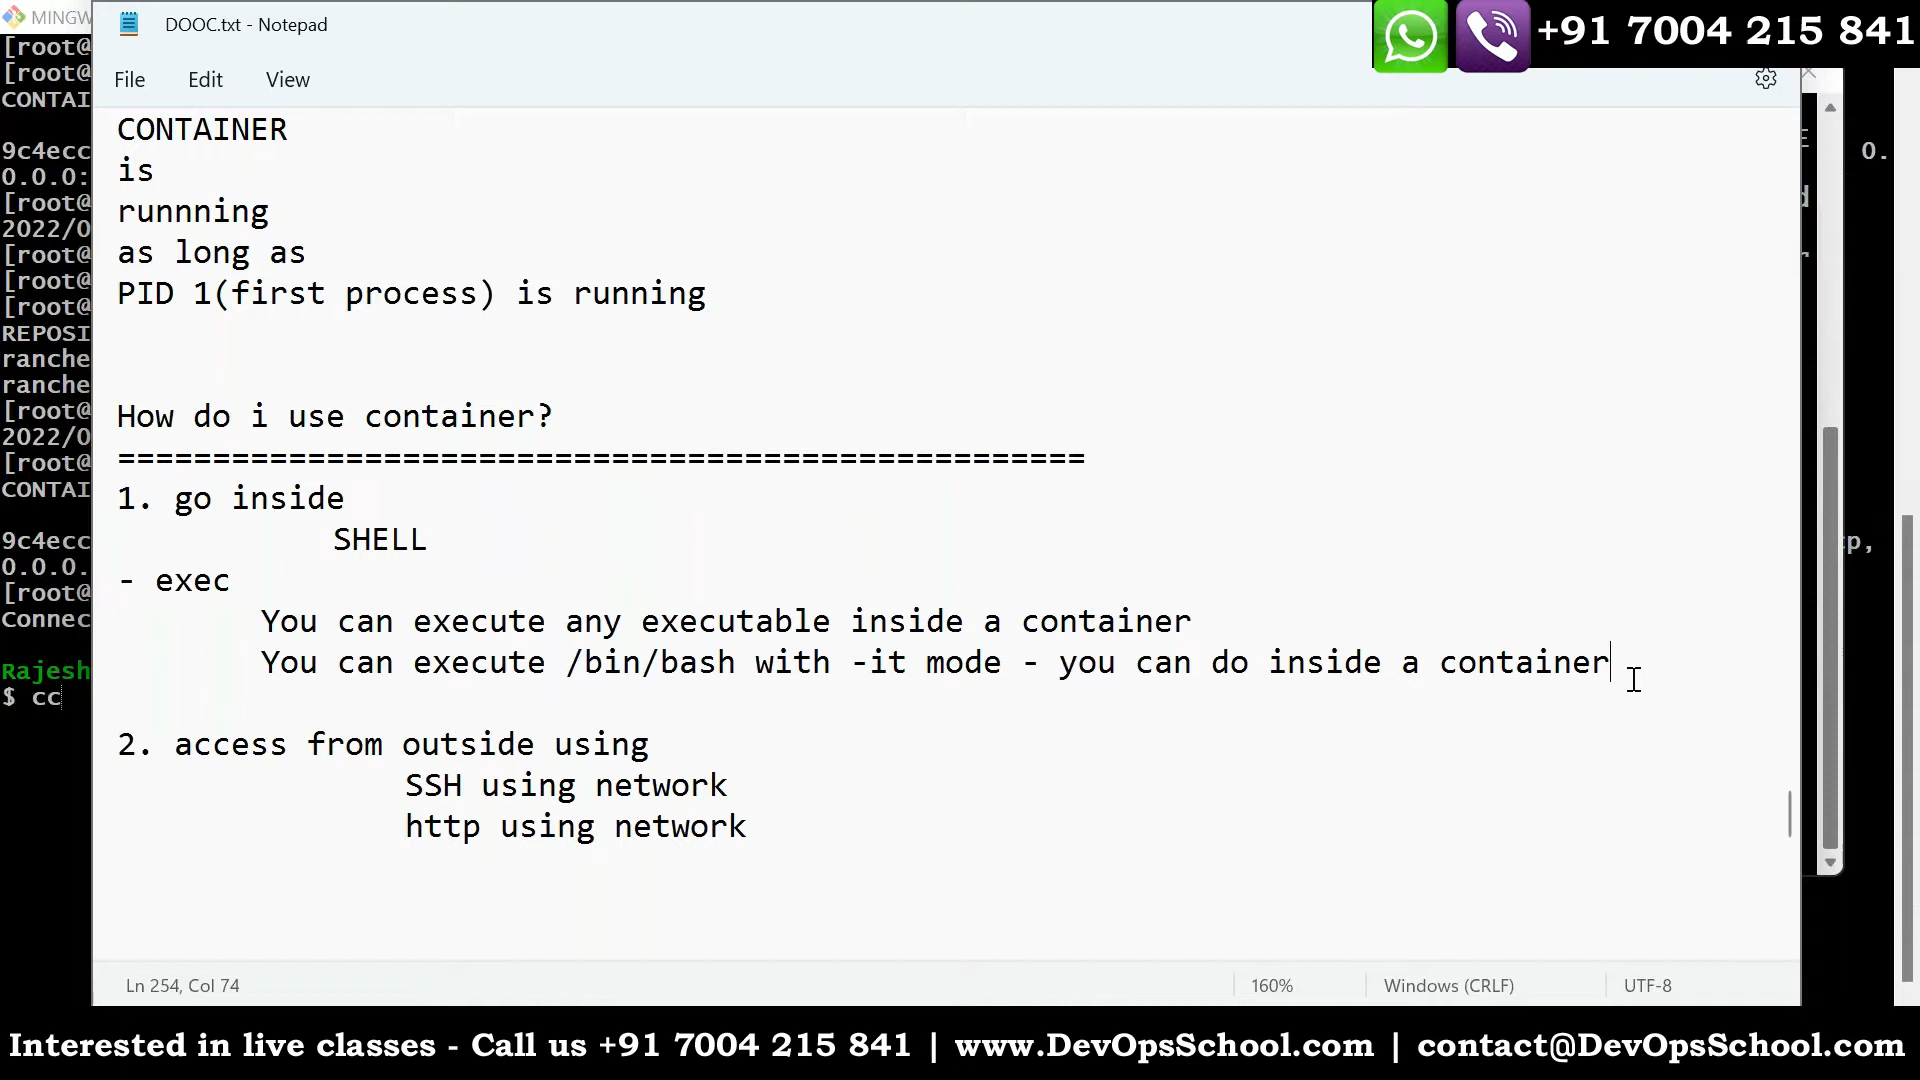 MINGW
DOOC.txt - Notepad
+91 7004 215 841
File Edit View
[root@
[root@
CONTAI
9c4ecc
0.0.0:
[root@
2022/0
[root@
[root@
[root@
REPOSI
ranche
ranche
[root@
2022/0
[root@
CONTAI
9c4ecc
0.0.0.
[root@
Connec
Rajesh
$ cc
CONTAINER
is
runnning
as long as
PID 1(first process) is running
How do i use container?
===================================================
1. go inside
SHELL
- exec
You can execute any executable inside a container
You can execute /bin/bash with -it mode - you can do inside a container
2. access from outside using
SSH using network
http using network
0.
cp,
Ln 254, Col 74
160%
Windows (CRLF)
UTF-8
Interested in live classes - Call us +91 7004 215 841 | www.DevOpsSchool.com | contact@DevOpsSchool.com